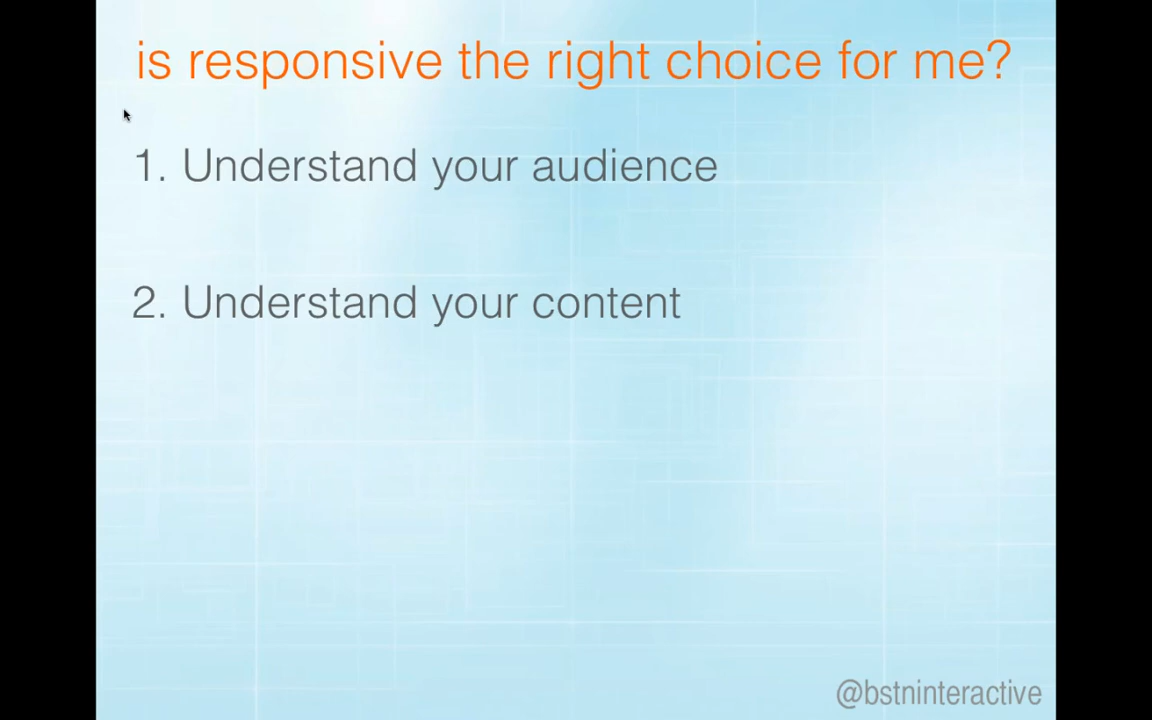 is responsive the right choice for me?
1. Understand your audience
2. Understand your content
@bstninteractive